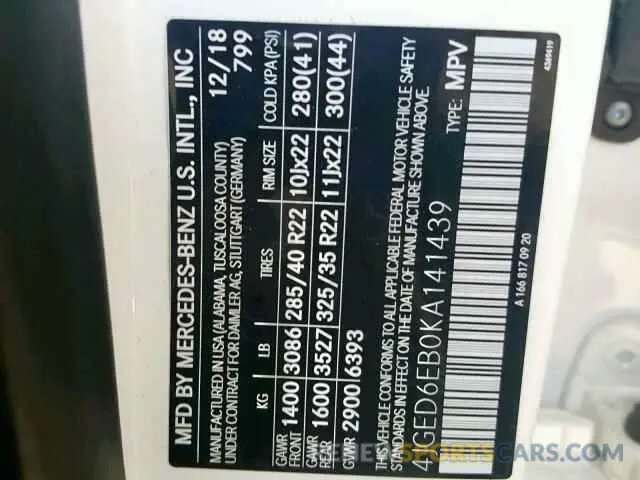 MFD BY MERCEDES-BENZ U.S. INTL., INC
MANUFACTURED IN USA (ALABAMA, TUSCALOOSA COUNTY)
UNDER CONTRACT FOR DAIMLER AG, STUTTGART (GERMANY)
12/18
799
KG LB TIRES RIM SIZE COLD KPA (PSI)
GAWR FRONT 1400 3086 285/40 R22 10Jx22 280(41)
GAWR REAR 1600 3527 325/35 R22 11Jx22 300(44)
GVWR 2900 6393
THIS VEHICLE CONFORMS TO ALL APPLICABLE FEDERAL MOTOR VEHICLE SAFETY
STANDARDS IN EFFECT ON THE DATE OF MANUFACTURE SHOWN ABOVE.
4JGED6EB0KA141439 TYPE: MPV
A 166 817 09 20
SPORTSCARS.COM